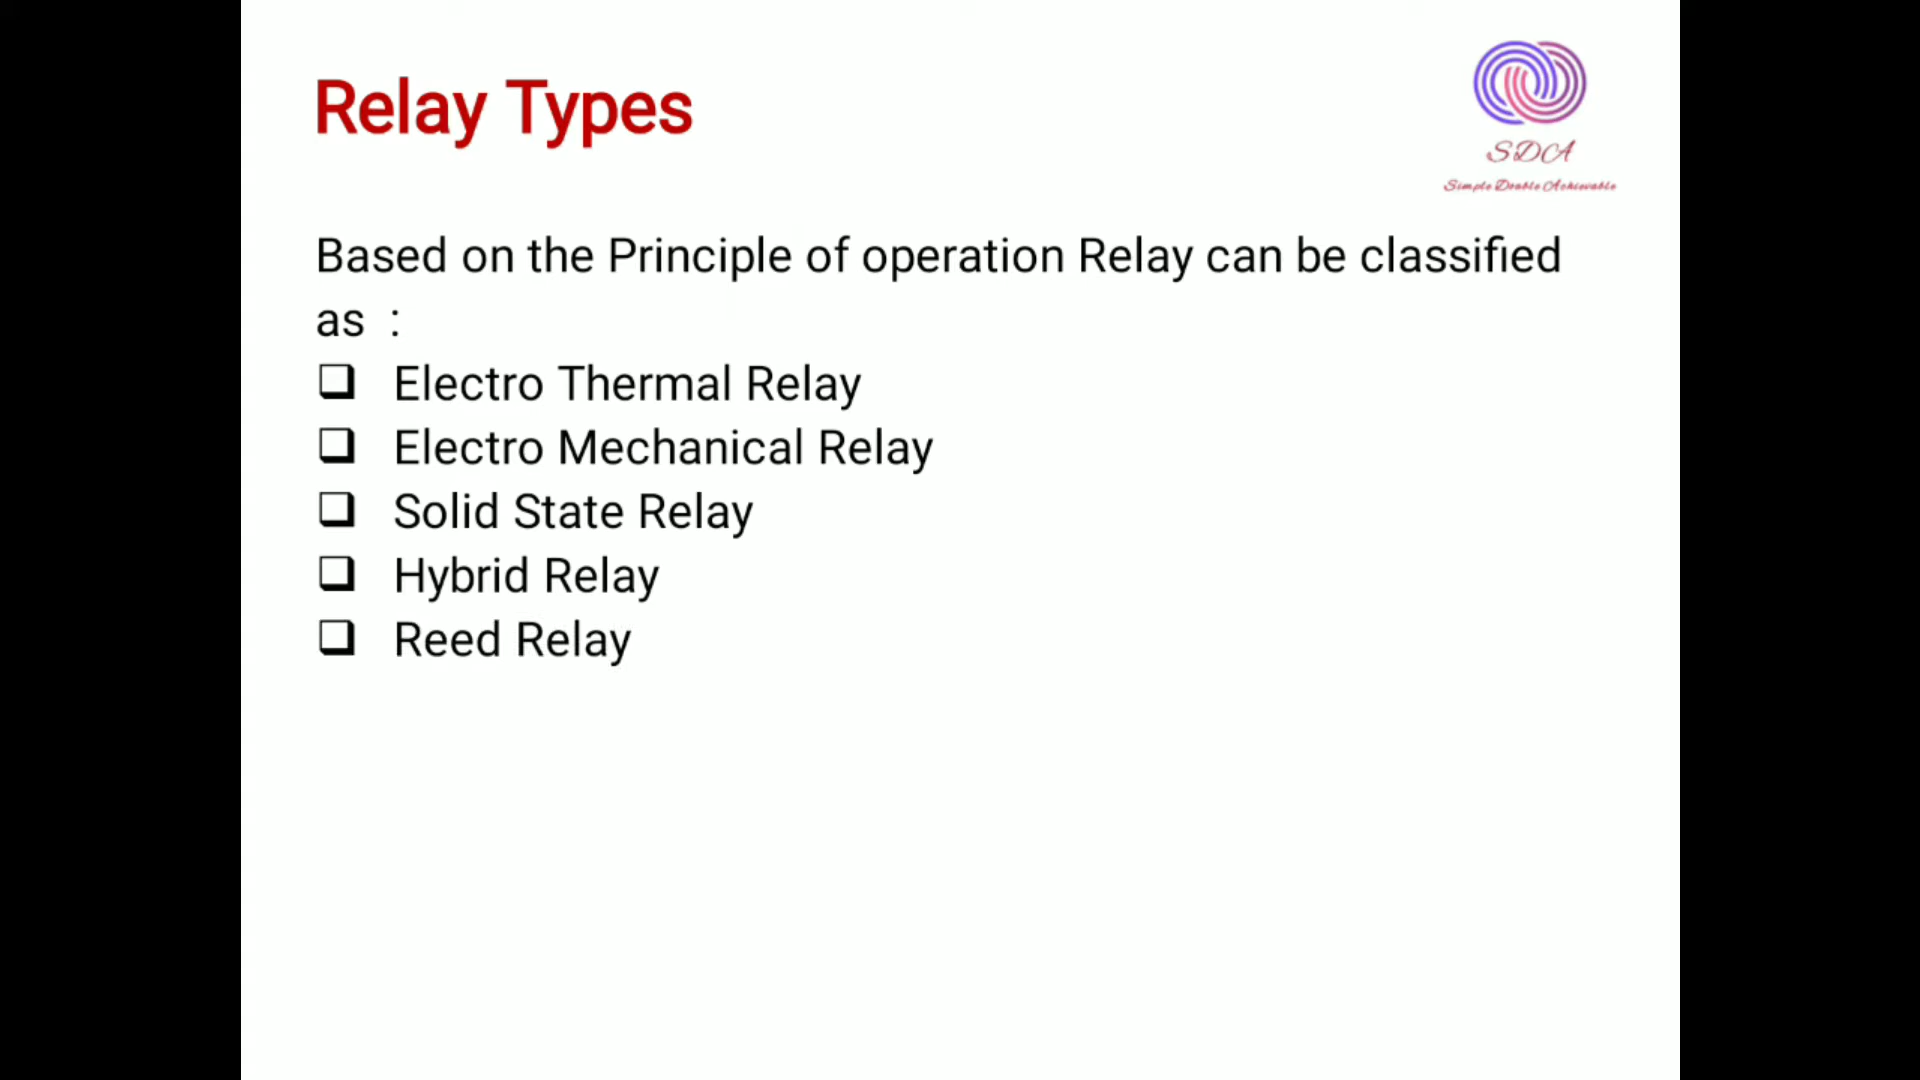 Relay Types
SDA
Simple Doable Achievable
Based on the Principle of operation Relay can be classified
as :
❑ Electro Thermal Relay
❑ Electro Mechanical Relay
❑ Solid State Relay
❑ Hybrid Relay
❑ Reed Relay